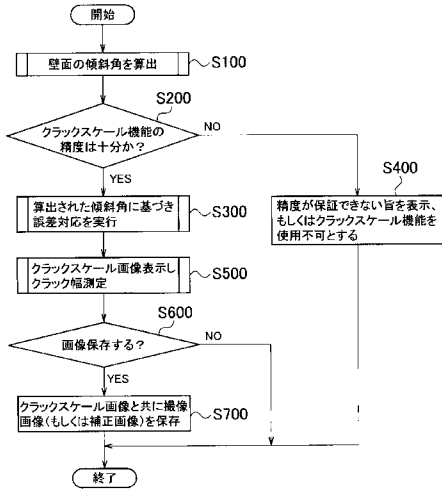 開始
壁面の傾斜角を算出
S100
S200
クラックスケール機能の
精度は十分か?
NO
YES
S400
精度が保証できない旨を表示、
もしくはクラックスケール機能を
使用不可とする
算出された傾斜角に基づき
誤差対応を実行
S300
クラックスケール画像表示し
クラック幅測定
S500
S600
画像保存する?
NO
YES
クラックスケール画像と共に撮像
画像(もしくは補正画像)を保存
S700
終了